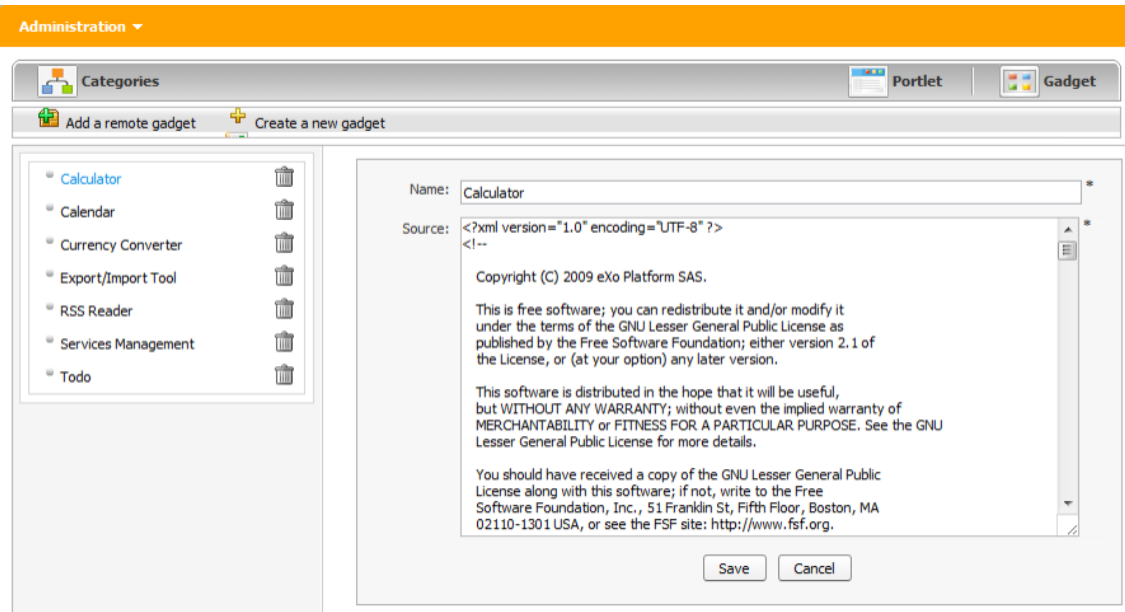 Administration
Categories
Portlet
Gadget
Add a remote gadget
Create a new gadget
Calculator
Calendar
Currency Converter
Export/Import Tool
RSS Reader
Services Management
Todo
Name: Calculator *
Source: <?xml version="1.0" encoding="UTF-8" ?> *
<!--
Copyright (C) 2009 eXo Platform SAS.
This is free software; you can redistribute it and/or modify it
under the terms of the GNU Lesser General Public License as
published by the Free Software Foundation; either version 2.1 of
the License, or (at your option) any later version.
This software is distributed in the hope that it will be useful,
but WITHOUT ANY WARRANTY; without even the implied warranty of
MERCHANTABILITY or FITNESS FOR A PARTICULAR PURPOSE. See the GNU
Lesser General Public License for more details.
You should have received a copy of the GNU Lesser General Public
License along with this software; if not, write to the Free
Software Foundation, Inc., 51 Franklin St, Fifth Floor, Boston, MA
02110-1301 USA, or see the FSF site: http://www.fsf.org.
Save
Cancel